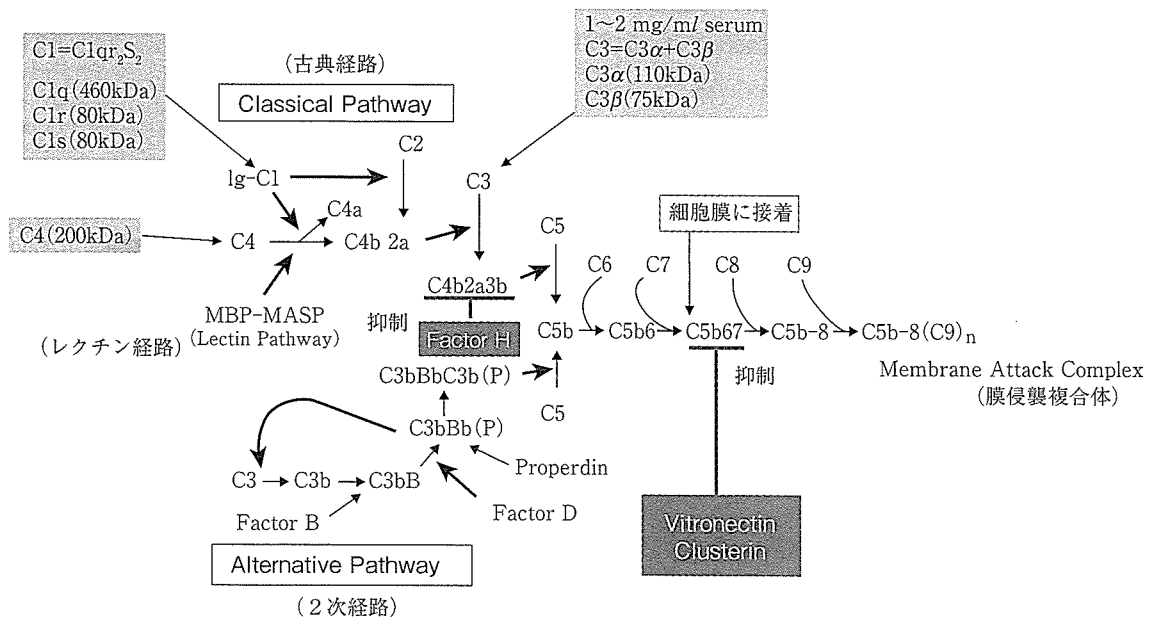 C1=C1qr₂S₂
C1q(460kDa)
C1r(80kDa)
C1s(80kDa)
(古典経路)
Classical Pathway
1〜2 mg/ml serum
C3=C3α+C3β
C3α(110kDa)
C3β(75kDa)
C2
Ig-C1
C3
C4a
C4(200kDa)
C4
C4b 2a
C5
細胞膜に接着
MBP-MASP
(Lectin Pathway)
(レクチン経路)
C4b2a3b
抑制
Factor H
C6
C7
C8
C9
C5b
C5b6
C5b67
C5b-8
C5b-8(C9)n
抑制
Membrane Attack Complex
(膜侵襲複合体)
C3bBbC3b(P)
C5
C3bBb(P)
Properdin
C3
C3b
C3bB
Factor B
Factor D
Vitronectin
Clusterin
Alternative Pathway
(2次経路)